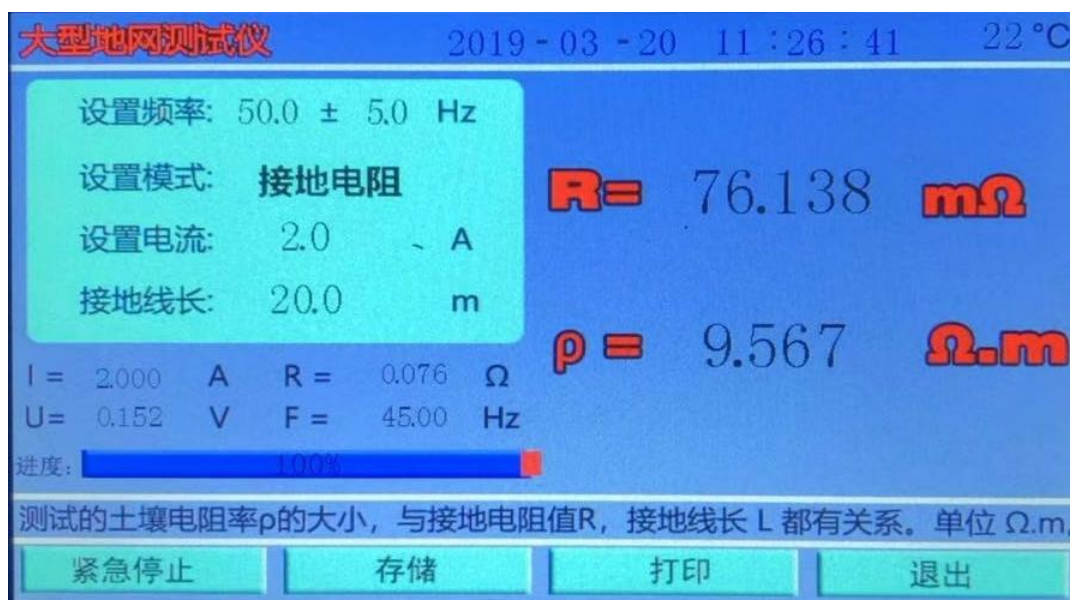 大型地网测试仪 2019-03-20 11:26:41 22℃
设置频率: 50.0 ± 5.0 Hz
设置模式: 接地电阻
设置电流: 2.0 A
接地线长: 20.0 m
R= 76.138 mΩ
ρ= 9.567 Ω.m
I = 2.000 A R = 0.076 Ω
U= 0.152 V F = 45.00 Hz
进度: 100%
测试的土壤电阻率ρ的大小，与接地电阻值R，接地线长 L 都有关系。单位 Ω.m.
紧急停止 存储 打印 退出